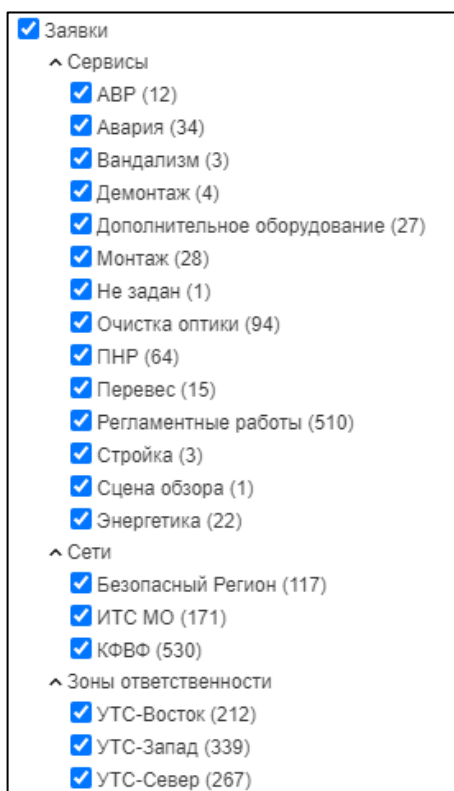 Заявки
Сервисы
АВР (12)
Авария (34)
Вандализм (3)
Демонтаж (4)
Дополнительное оборудование (27)
Монтаж (28)
Не задан (1)
Очистка оптики (94)
ПНР (64)
Перевес (15)
Регламентные работы (510)
Стройка (3)
Сцена обзора (1)
Энергетика (22)
Сети
Безопасный Регион (117)
ИТС МО (171)
КФВФ (530)
Зоны ответственности
УТС-Восток (212)
УТС-Запад (339)
УТС-Север (267)